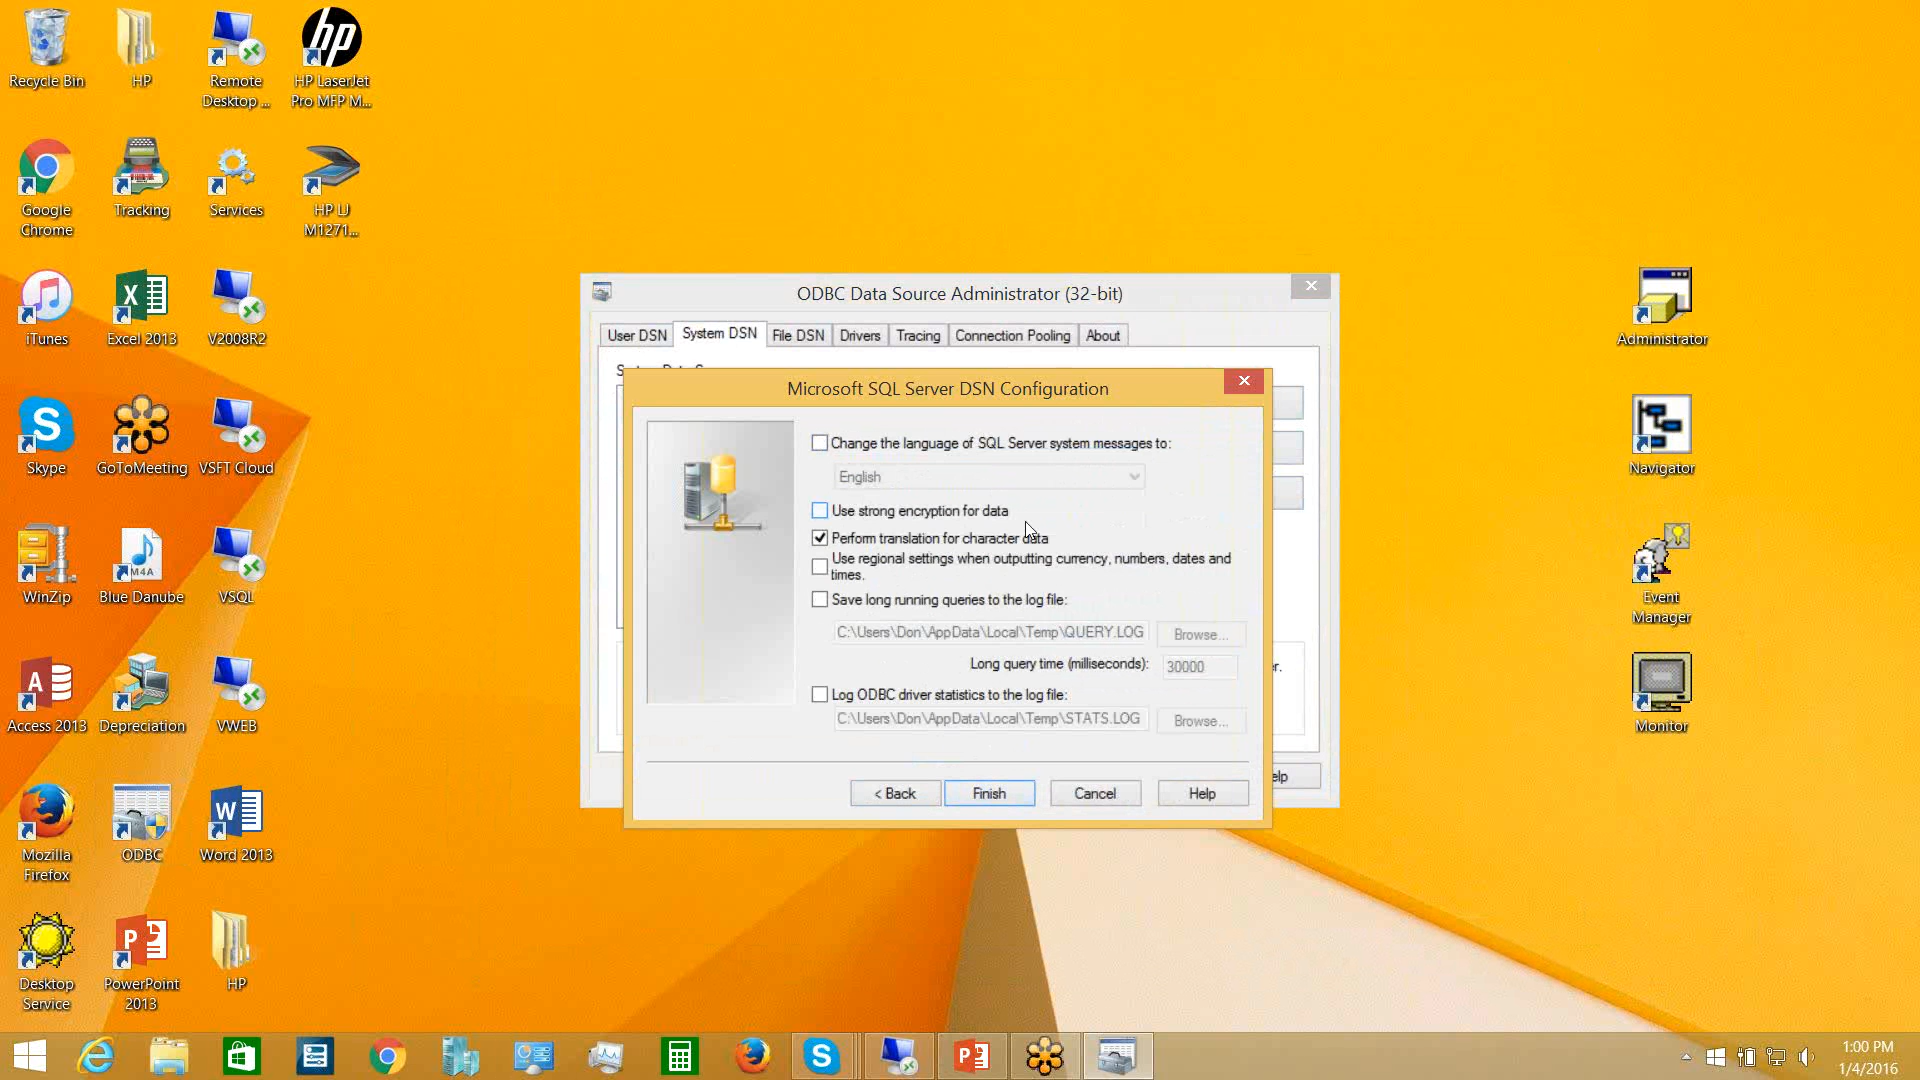 Recycle Bin
HP
Remote
Desktop ...
hp
HP LaserJet
Pro MFP M...
Google
Chrome
Tracking
Services
HP LJ
M1271...
iTunes
Excel 2013
V2008R2
Skype
GoToMeeting
VSFT Cloud
WinZip
M4A
Blue Danube
VSQL
Access 2013
Depreciation
VWEB
Mozilla
Firefox
ODBC
Word 2013
Desktop
Service
PowerPoint
2013
HP
Administrator
Navigator
Event
Manager
Monitor
ODBC Data Source Administrator (32-bit)
User DSN
System DSN
File DSN
Drivers
Tracing
Connection Pooling
About
Microsoft SQL Server DSN Configuration
Change the language of SQL Server system messages to:
English
Use strong encryption for data
Perform translation for character data
Use regional settings when outputting currency, numbers, dates and
times.
Save long running queries to the log file:
C:\Users\Don\AppData\Local\Temp\QUERY.LOG
Browse...
Long query time (milliseconds):
30000
Log ODBC driver statistics to the log file:
C:\Users\Don\AppData\Local\Temp\STATS.LOG
Browse...
< Back
Finish
Cancel
Help
1:00 PM
1/4/2016